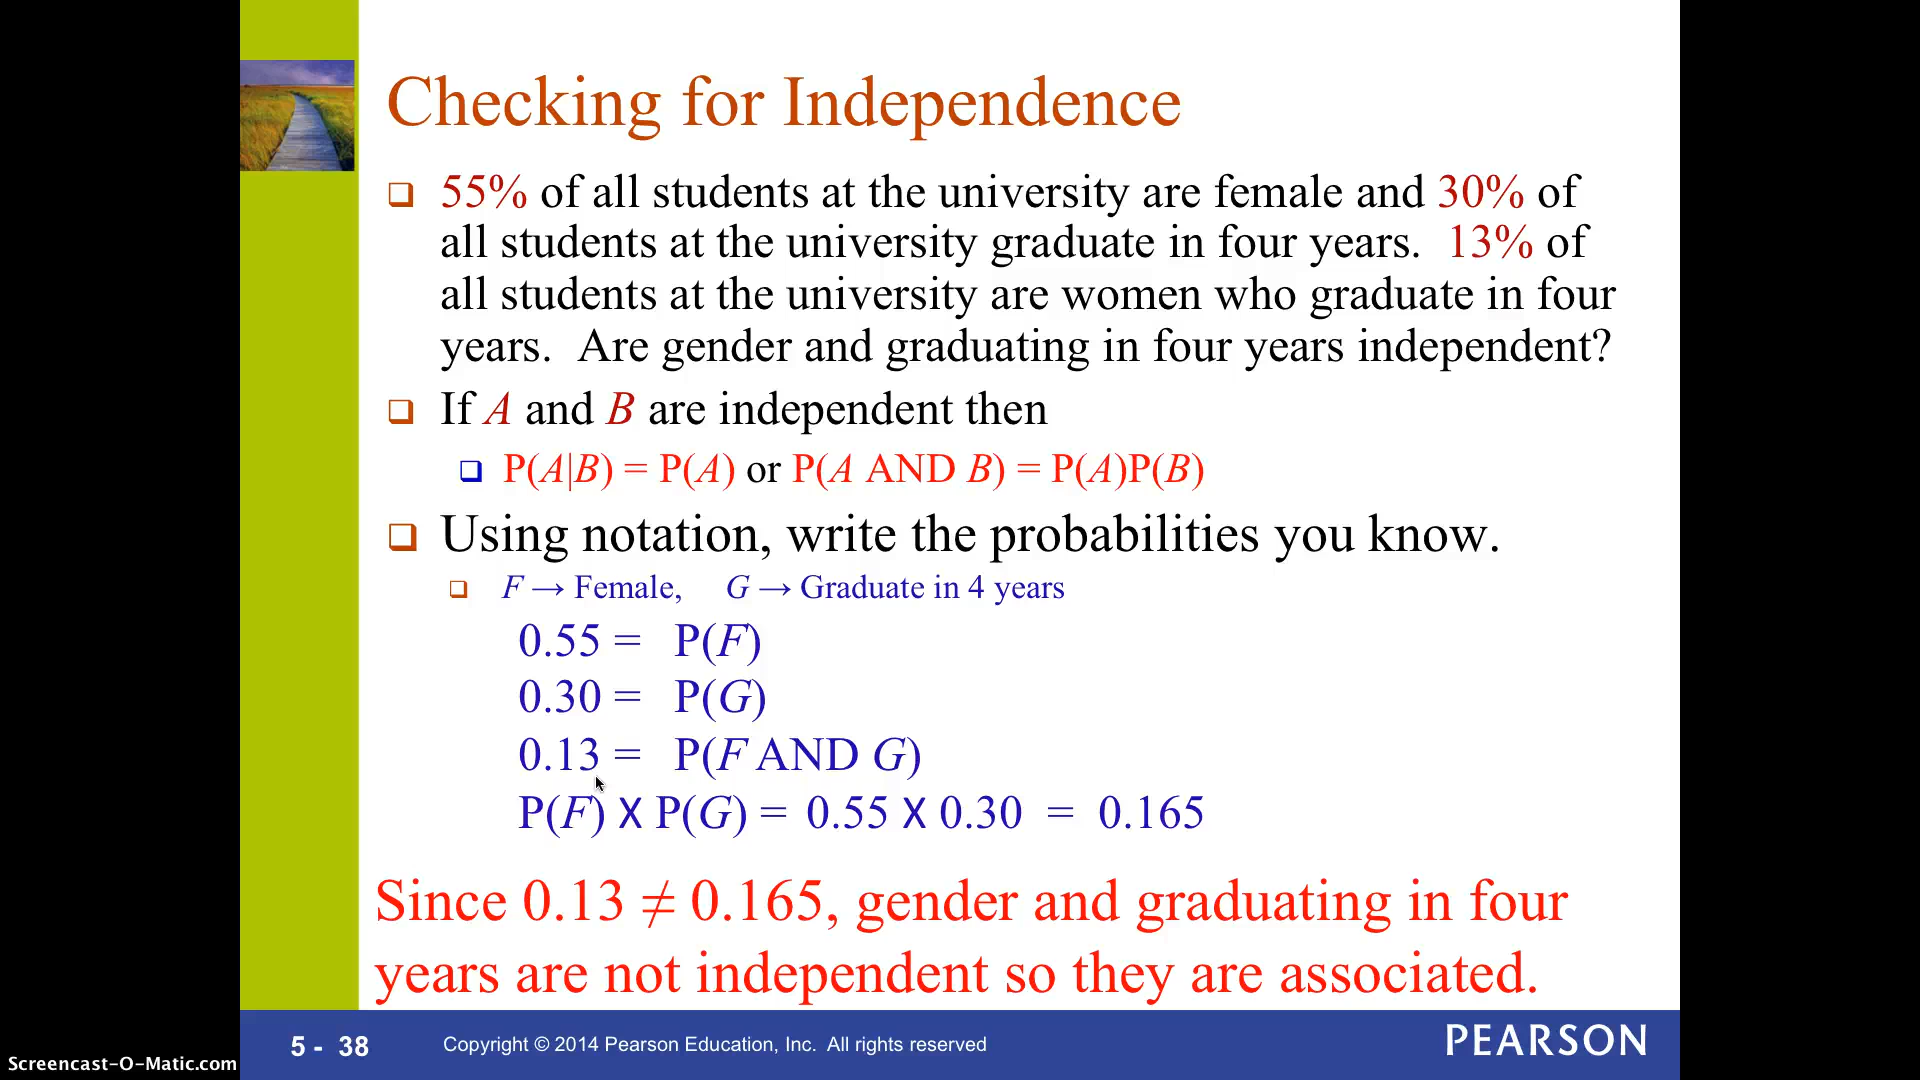 Checking for Independence
55% of all students at the university are female and 30% of
all students at the university graduate in four years.  13% of
all students at the university are women who graduate in four
years.  Are gender and graduating in four years independent?
If A and B are independent then
P(A|B) = P(A) or P(A AND B) = P(A)P(B)
Using notation, write the probabilities you know.
F → Female,    G → Graduate in 4 years
0.55 =  P(F)
0.30 =  P(G)
0.13 =  P(F AND G)
P(F) X P(G) = 0.55 X 0.30 = 0.165
Since 0.13 ≠ 0.165, gender and graduating in four
years are not independent so they are associated.
5 - 38
Copyright © 2014 Pearson Education, Inc.  All rights reserved
PEARSON
Screencast-O-Matic.com